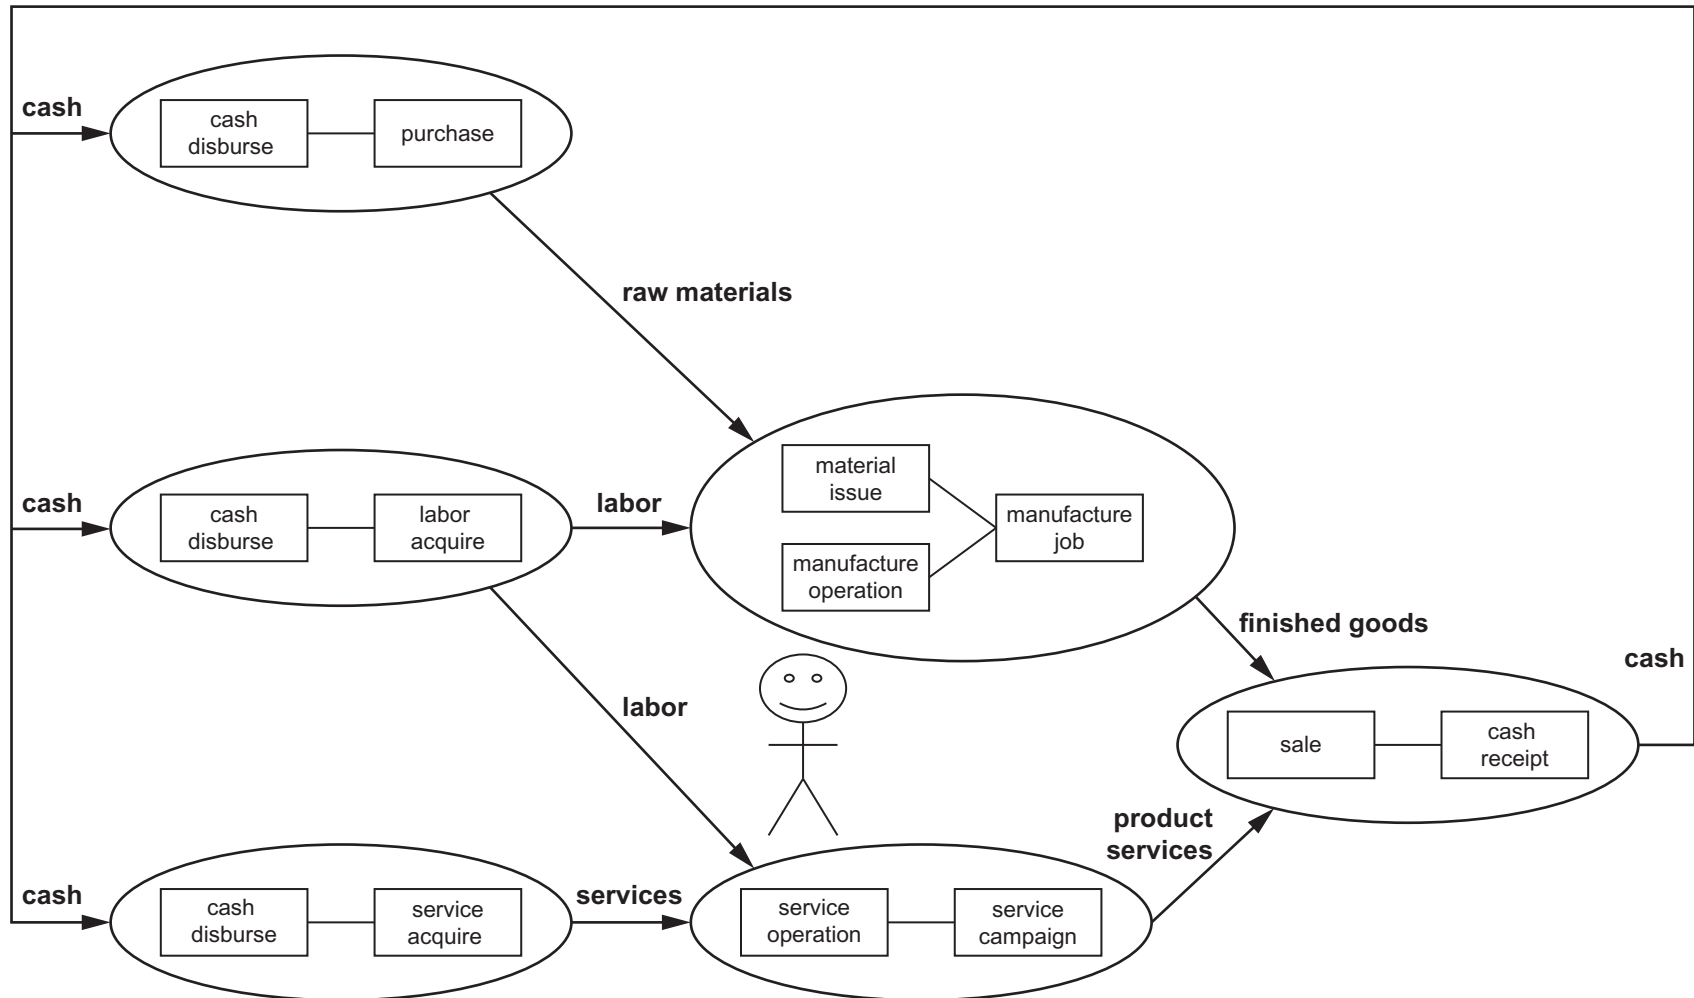 cash
cash
disburse
purchase
raw materials
cash
cash
disburse
labor
acquire
labor
material
issue
manufacture
operation
manufacture
job
finished goods
cash
labor
sale
cash
receipt
product
services
cash
cash
disburse
service
acquire
services
service
operation
service
campaign